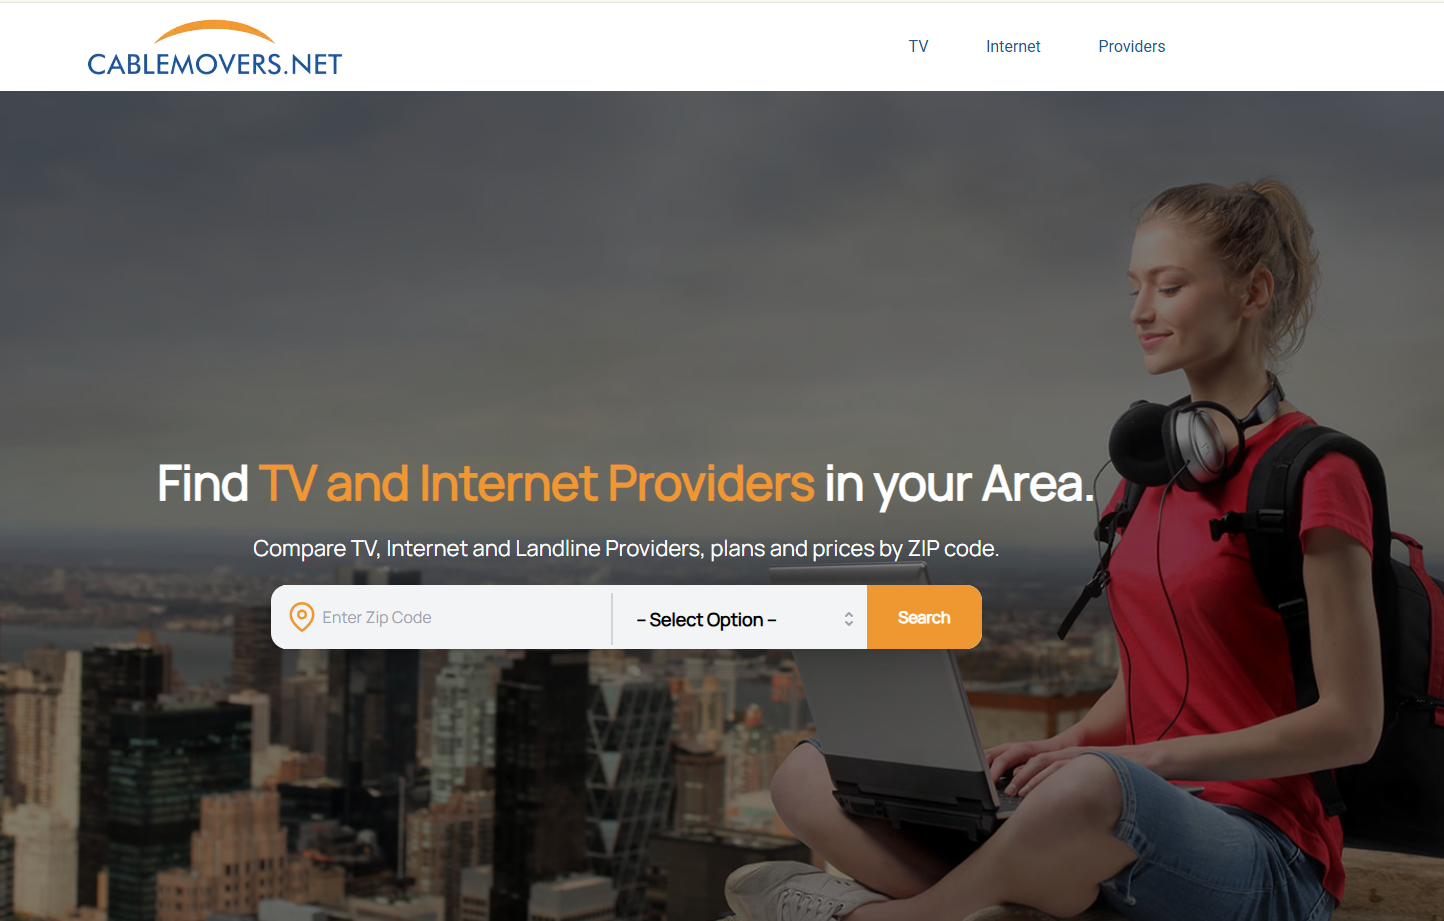 CABLEMOVERS.NET
TV
Internet
Providers
Find TV and Internet Providers in your Area.
Compare TV, Internet and Landline Providers, plans and prices by ZIP code.
Enter Zip Code
-- Select Option --
Search